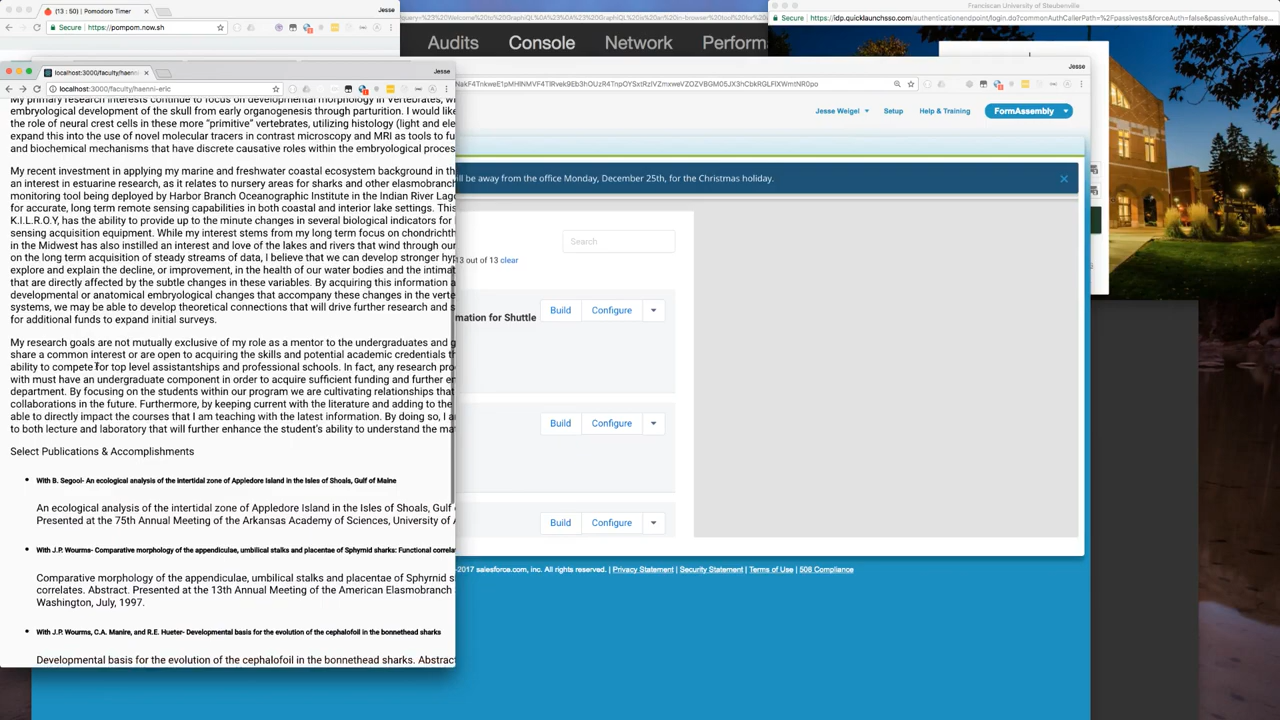 (13 : 50) | Pomodoro Timer
Jesse
Secure | https://pompom.now.sh
Audits Console Network Perform
Franciscan University of Steubenville
Secure | https://idp.quicklaunchsso.com/authenticationendpoint/login.do?commonAuthCallerPath=%2Fpassivests&forceAuth=false&passiveAuth=false...
localhost:3000/faculty/haenni
Jesse
localhost:3000/faculty/haenni-eric
Jesse
Jesse Weigel
Setup
Help & Training
FormAssembly
ll be away from the office Monday, December 25th, for the Christmas holiday.
Search
13 out of 13 clear
mation for Shuttle
Build Configure
Build Configure
Build Configure
-2017 salesforce.com, inc. All rights reserved. | Privacy Statement | Security Statement | Terms of Use | 508 Compliance
My primary research interests continue to focus on developmental morphology in vertebrates, w
embryological development of the skull from early organogenesis through parturition. I would like
the role of neural crest cells in these more "primitive" vertebrates, utilizing histology (light and ele
expand this into the use of novel molecular tracers in contrast microscopy and MRI as tools to fu
and biochemical mechanisms that have discrete causative roles within the embryological proces
My recent investment in applying my marine and freshwater coastal ecosystem background in th
an interest in estuarine research, as it relates to nursery areas for sharks and other elasmobranc
monitoring tool being deployed by Harbor Branch Oceanographic Institute in the Indian River Lag
for accurate, long term remote sensing capabilities in both coastal and interior lake settings. This
K.I.L.R.O.Y, has the ability to provide up to the minute changes in several biological indicators for
sensing acquisition equipment. While my interest stems from my long term focus on chondrichth
in the Midwest has also instilled an interest and love of the lakes and rivers that wind through our
on the long term acquisition of steady streams of data, I believe that we can develop stronger hyp
explore and explain the decline, or improvement, in the health of our water bodies and the intimat
that are directly affected by the subtle changes in these variables. By acquiring this information a
developmental or anatomical embryological changes that accompany these changes in the verte
systems, we may be able to develop theoretical connections that will drive further research and s
for additional funds to expand initial surveys.
My research goals are not mutually exclusive of my role as a mentor to the undergraduates and g
share a common interest or are open to acquiring the skills and potential academic credentials th
ability to compete for top level assistantships and professional schools. In fact, any research pro
with must have an undergraduate component in order to acquire sufficient funding and further en
department. By focusing on the students within our program we are cultivating relationships that
collaborations in the future. Furthermore, by keeping current with the literature and adding to the
able to directly impact the courses that I am teaching with the latest information. By doing so, I a
to both lecture and laboratory that will further enhance the student's ability to understand the ma
Select Publications & Accomplishments
With B. Segool- An ecological analysis of the intertidal zone of Appledore Island in the Isles of Shoals, Gulf of Maine
An ecological analysis of the intertidal zone of Appledore Island in the Isles of Shoals, Gulf
Presented at the 75th Annual Meeting of the Arkansas Academy of Sciences, University of A
With J.P. Wourms- Comparative morphology of the appendiculae, umbilical stalks and placentae of Sphyrnid sharks: Functional correlat
Comparative morphology of the appendiculae, umbilical stalks and placentae of Sphyrnid s
correlates. Abstract. Presented at the 13th Annual Meeting of the American Elasmobranch
Washington, July, 1997.
With J.P. Wourms, C.A. Manire, and R.E. Hueter- Developmental basis for the evolution of the cephalofoil in the bonnethead sharks
Developmental basis for the evolution of the cephalofoil in the bonnethead sharks. Abstract